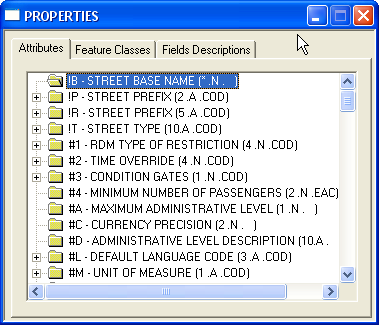 PROPERTIES
Attributes Feature Classes Fields Descriptions
!B - STREET BASE NAME (* .N . )
!P - STREET PREFIX (2 .A .COD)
!R - STREET PREFIX (5 .A .COD)
!T - STREET TYPE (10.A .COD)
#1 - RDM TYPE OF RESTRICTION (4 .N .COD)
#2 - TIME OVERRIDE (4 .N .COD)
#3 - CONDITION GATES (1 .N .COD)
#4 - MINIMUM NUMBER OF PASSENGERS (2 .N .EAC)
#A - MAXIMUM ADMINISTRATIVE LEVEL (1 .N . )
#C - CURRENCY PRECISION (2 .N . )
#D - ADMINISTRATIVE LEVEL DESCRIPTION (10.A .
#L - DEFAULT LANGUAGE CODE (3 .A .COD)
#M - UNIT OF MEASURE (1 .A .COD)